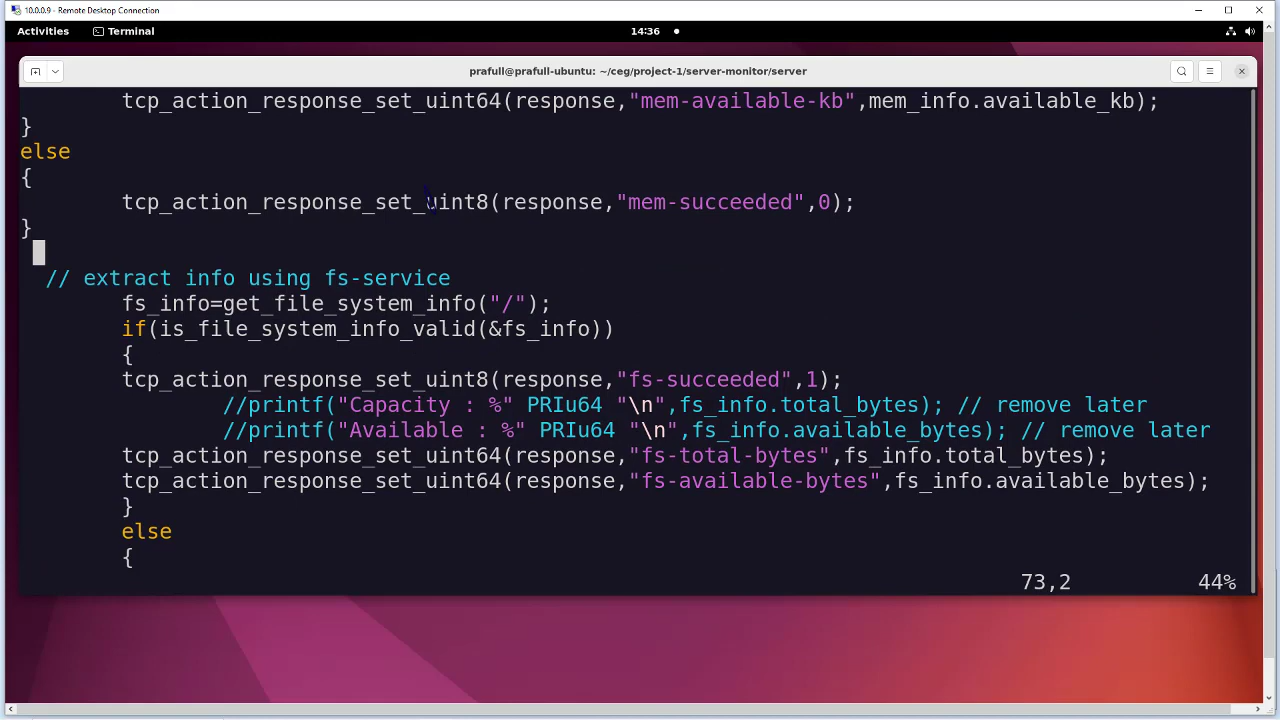 10.0.0.9 - Remote Desktop Connection
Activities Terminal 14:36
prafull@prafull-ubuntu: ~/ceg/project-1/server-monitor/server
tcp_action_response_set_uint64(response,"mem-available-kb",mem_info.available_kb);
}
else
{
tcp_action_response_set_uint8(response,"mem-succeeded",0);
}
// extract info using fs-service
fs_info=get_file_system_info("/");
if(is_file_system_info_valid(&fs_info))
{
tcp_action_response_set_uint8(response,"fs-succeeded",1);
//printf("Capacity : %" PRIu64 "\n",fs_info.total_bytes); // remove later
//printf("Available : %" PRIu64 "\n",fs_info.available_bytes); // remove later
tcp_action_response_set_uint64(response,"fs-total-bytes",fs_info.total_bytes);
tcp_action_response_set_uint64(response,"fs-available-bytes",fs_info.available_bytes);
}
else
{
73,2 44%